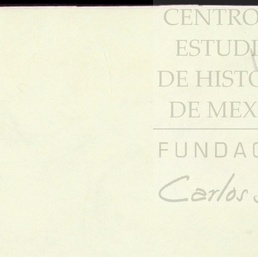 CENTRO
ESTUDI
DE HISTO
DE MEX
FUNDAC
Carlos